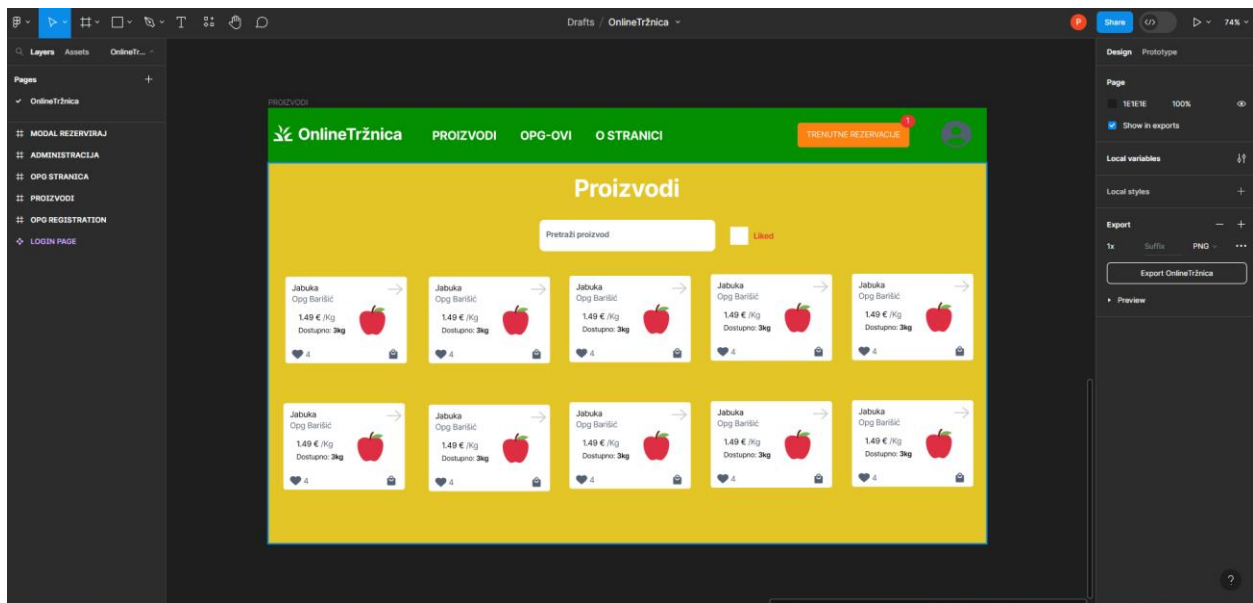 Drafts / OnlineTržnica
P
Share
74%
Layers Assets OnlineTr...
Pages
OnlineTržnica
MODAL REZERVIRAJ
ADMINISTRACIJA
OPG STRANICA
PROIZVODI
OPG REGISTRATION
LOGIN PAGE
PROIZVODI
OnlineTržnica PROIZVODI OPG-OVI O STRANICI TRENUTNE REZERVACIJE 1
Proizvodi
Pretraži proizvod Liked
Jabuka Jabuka Jabuka Jabuka Jabuka
Opg Barišić Opg Barišić Opg Barišić Opg Barišić Opg Barišić
1.49 € /Kg 1.49 € /Kg 1.49 € /Kg 1.49 € /Kg 1.49 € /Kg
Dostupno: 3kg Dostupno: 3kg Dostupno: 3kg Dostupno: 3kg Dostupno: 3kg
4 4 4 4 4
Jabuka Jabuka Jabuka Jabuka Jabuka
Opg Barišić Opg Barišić Opg Barišić Opg Barišić Opg Barišić
1.49 € /Kg 1.49 € /Kg 1.49 € /Kg 1.49 € /Kg 1.49 € /Kg
Dostupno: 3kg Dostupno: 3kg Dostupno: 3kg Dostupno: 3kg Dostupno: 3kg
4 4 4 4 4
Design Prototype
Page
1E1E1E 100%
Show in exports
Local variables
Local styles
Export
1x Suffix PNG
Export OnlineTržnica
Preview
?